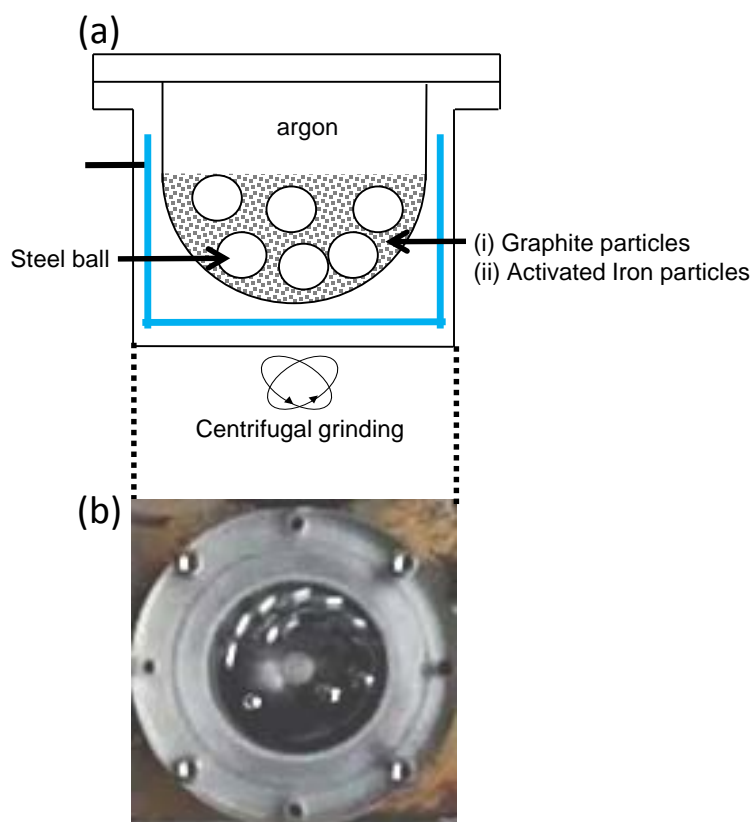 (a)
argon
Steel ball
(i) Graphite particles
(ii) Activated Iron particles
Centrifugal grinding
(b)